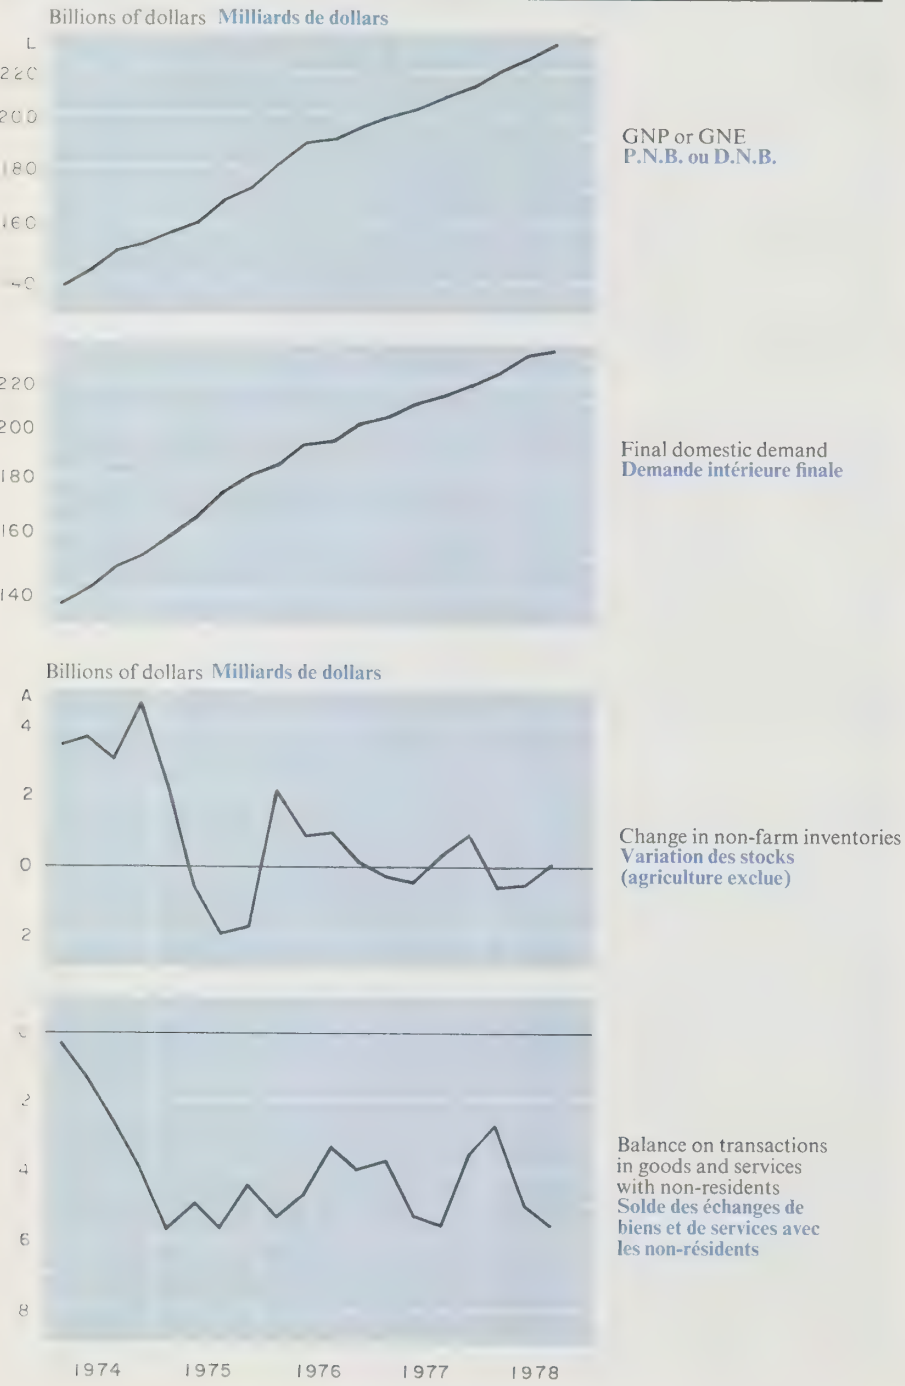 Billions of dollars Milliards de dollars
L
220
200
180
160
GNP or GNE
P.N.B. ou D.N.B.
220
200
180
160
140
Final domestic demand
Demande intérieure finale
Billions of dollars Milliards de dollars
A
4
2
0
2
Change in non-farm inventories
Variation des stocks
(agriculture exclue)
2
4
6
8
Balance on transactions
in goods and services
with non-residents
Solde des échanges de
biens et de services avec
les non-résidents
1974 1975 1976 1977 1978